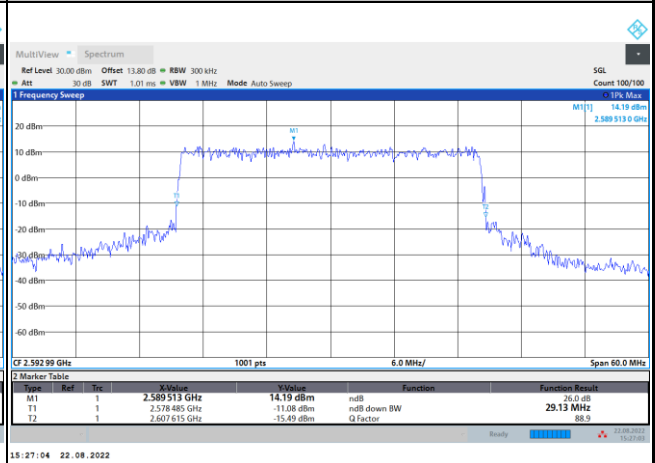 MultiView Spectrum
Ref Level 30.00 dBm Offset 13.80 dB RBW 300 kHz SGL
Att 30 dB SWT 1.01 ms VBW 1 MHz Mode Auto Sweep Count 100/100
1 Frequency Sweep 1Pk Max
M1[1] 14.19 dBm
2.589 513 0 GHz
M1
20 dBm
10 dBm
0 dBm
T1
-10 dBm
T2
-20 dBm
-30 dBm
-40 dBm
-50 dBm
-60 dBm
CF 2.592 99 GHz 1001 pts 6.0 MHz/ Span 60.0 MHz
2 Marker Table
Type Ref Trc X-Value Y-Value Function Function Result
M1 1 2.589 513 GHz 14.19 dBm ndB 26.0 dB
T1 1 2.578 485 GHz -11.08 dBm ndB down BW 29.13 MHz
T2 1 2.607 615 GHz -15.49 dBm Q Factor 88.9
Ready 22.08.2022
15:27:03
15:27:04 22.08.2022